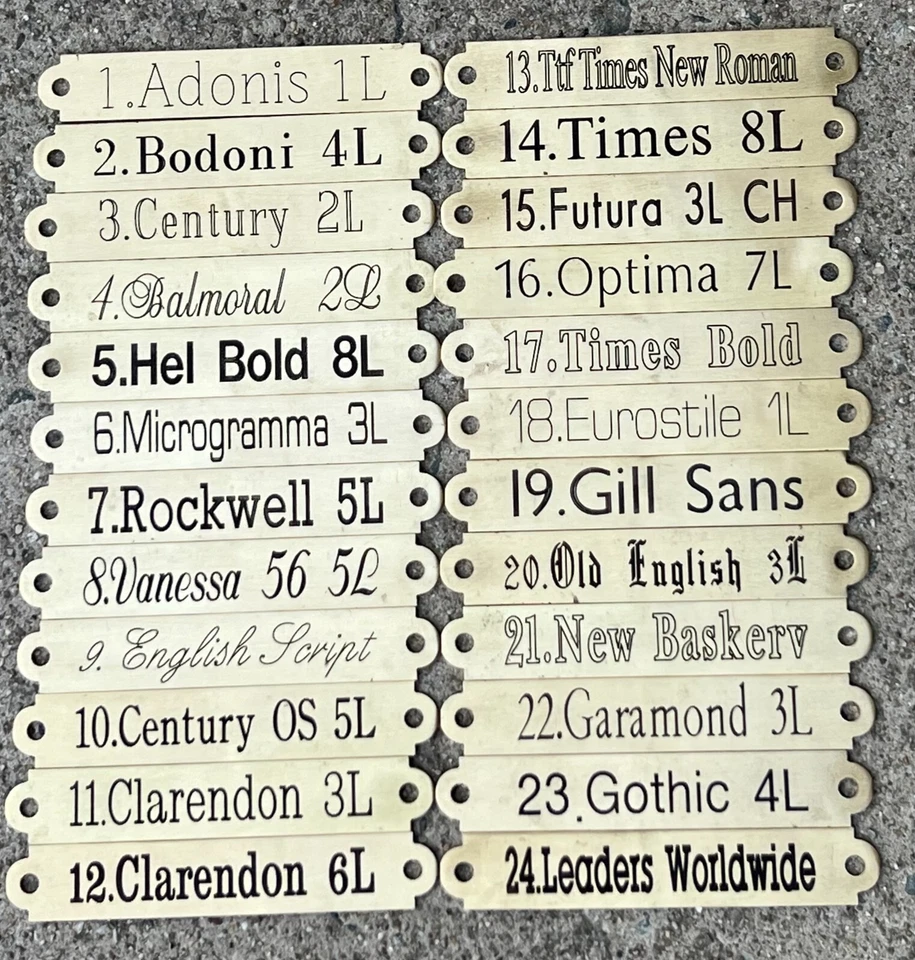 1.Adonis 1L
2.Bodoni 4L
3.Century 2L
4.Balmoral 2L
5.Hel Bold 8L
6.Microgramma 3L
7.Rockwell 5L
8.Vanessa 56 5L
9. English Script
10.Century OS 5L
11.Clarendon 3L
12.Clarendon 6L
13.Ttf Times New Roman
14.Times 8L
15.Futura 3L CH
16.Optima 7L
17.Times Bold
18.Eurostile 1L
19.Gill Sans
20.Old English 3L
21.New Baskerv
22.Garamond 3L
23.Gothic 4L
24.Leaders Worldwide